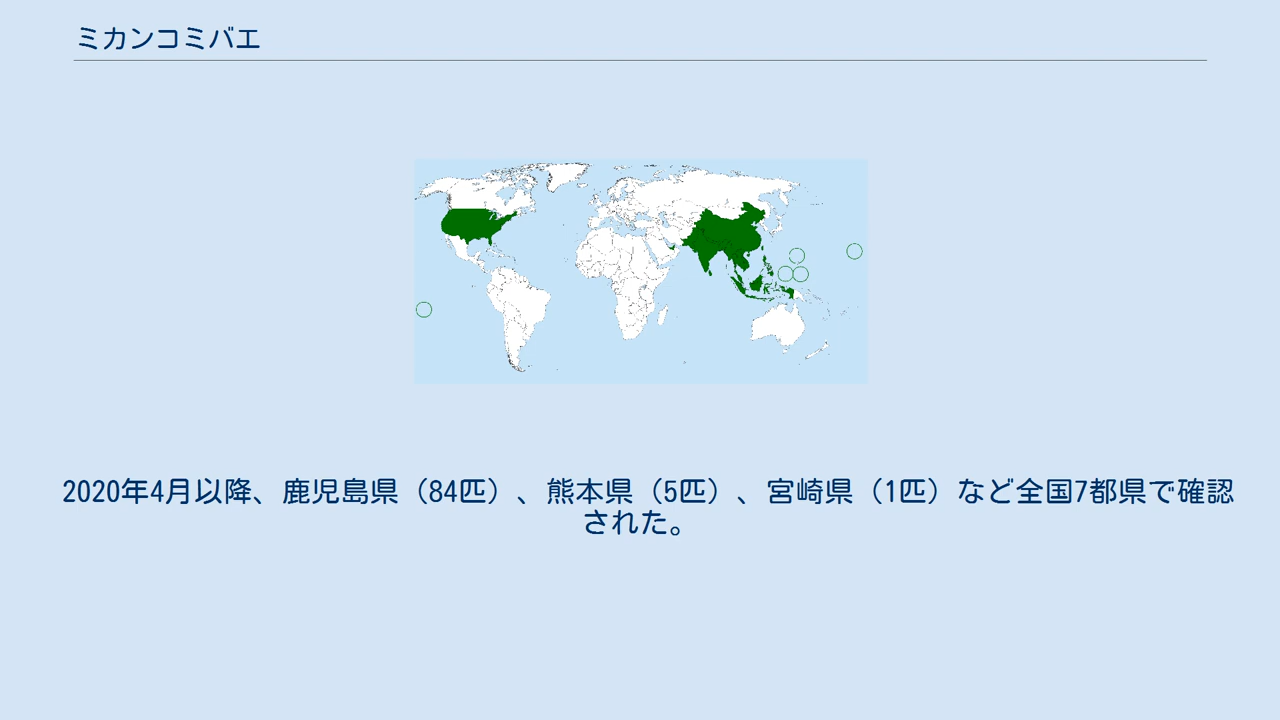 ミカンコミバエ
2020年4月以降、鹿児島県（84匹）、熊本県（5匹）、宮崎県（1匹）など全国7都県で確認
された。